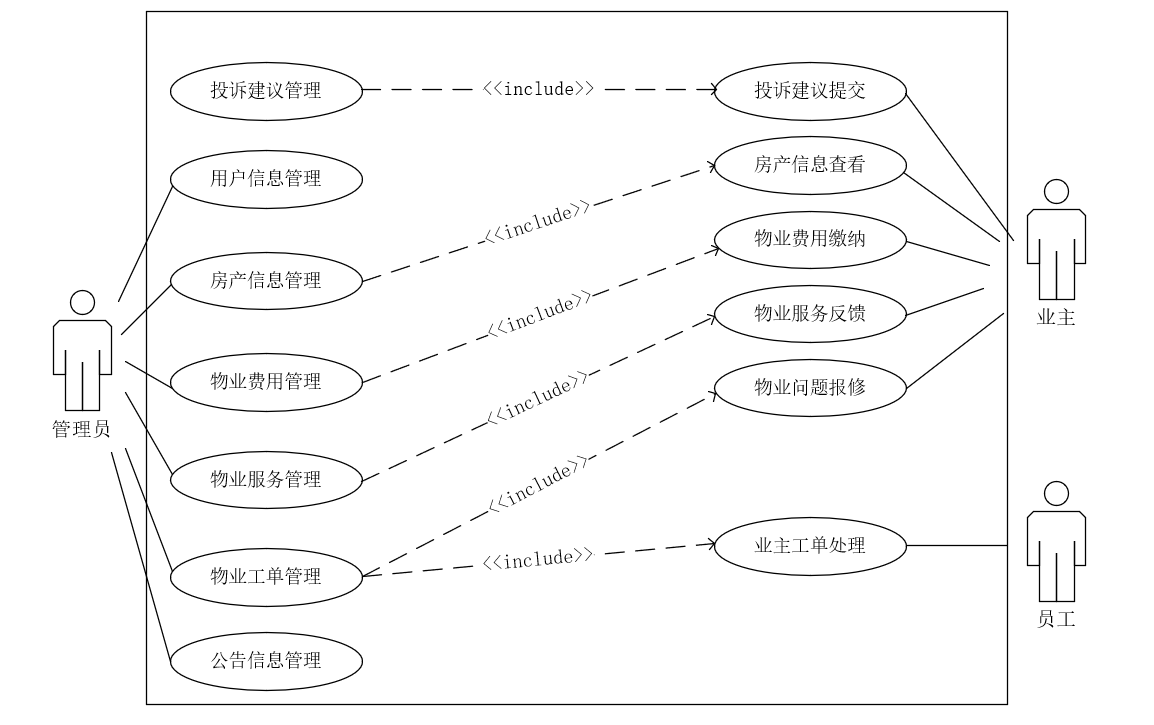 投诉建议管理
<<include>>
投诉建议提交
用户信息管理
房产信息查看
房产信息管理
<<include>>
物业费用缴纳
业主
物业费用管理
<<include>>
物业服务反馈
管理员
物业服务管理
<<include>>
物业问题报修
物业工单管理
<<include>>
<<include>>
业主工单处理
员工
公告信息管理